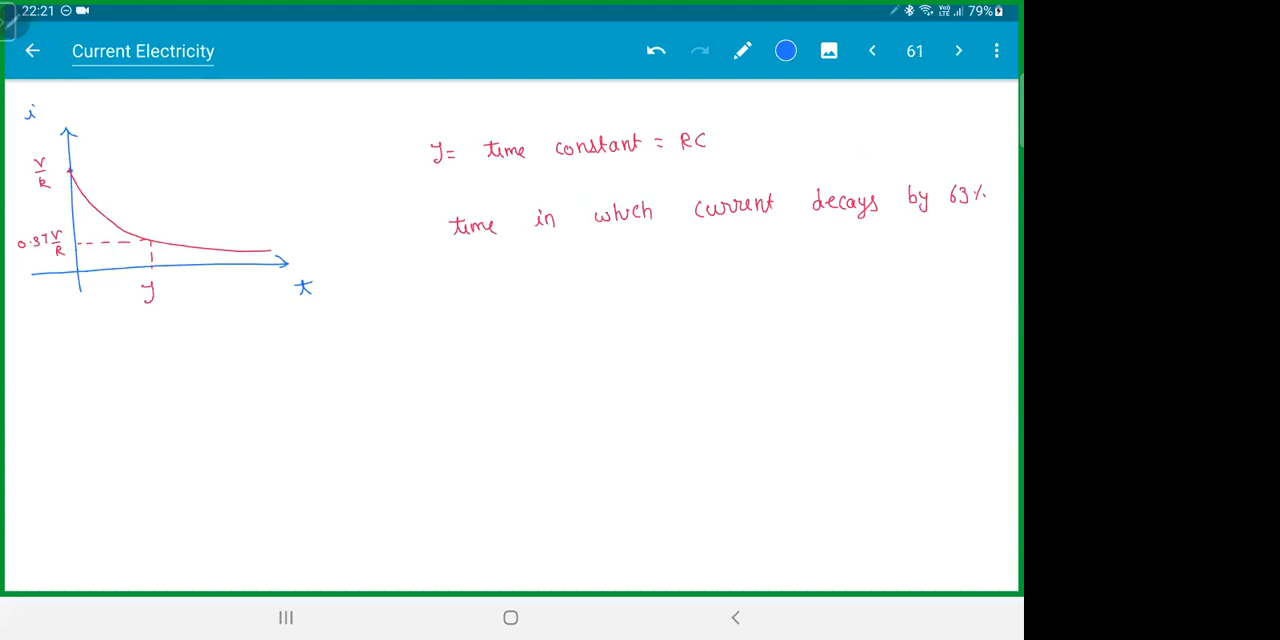 22:21
79%
Current Electricity
61
i
V/R
0.37 V/R
t
y = time constant = RC
time in which current decays by 63%
y